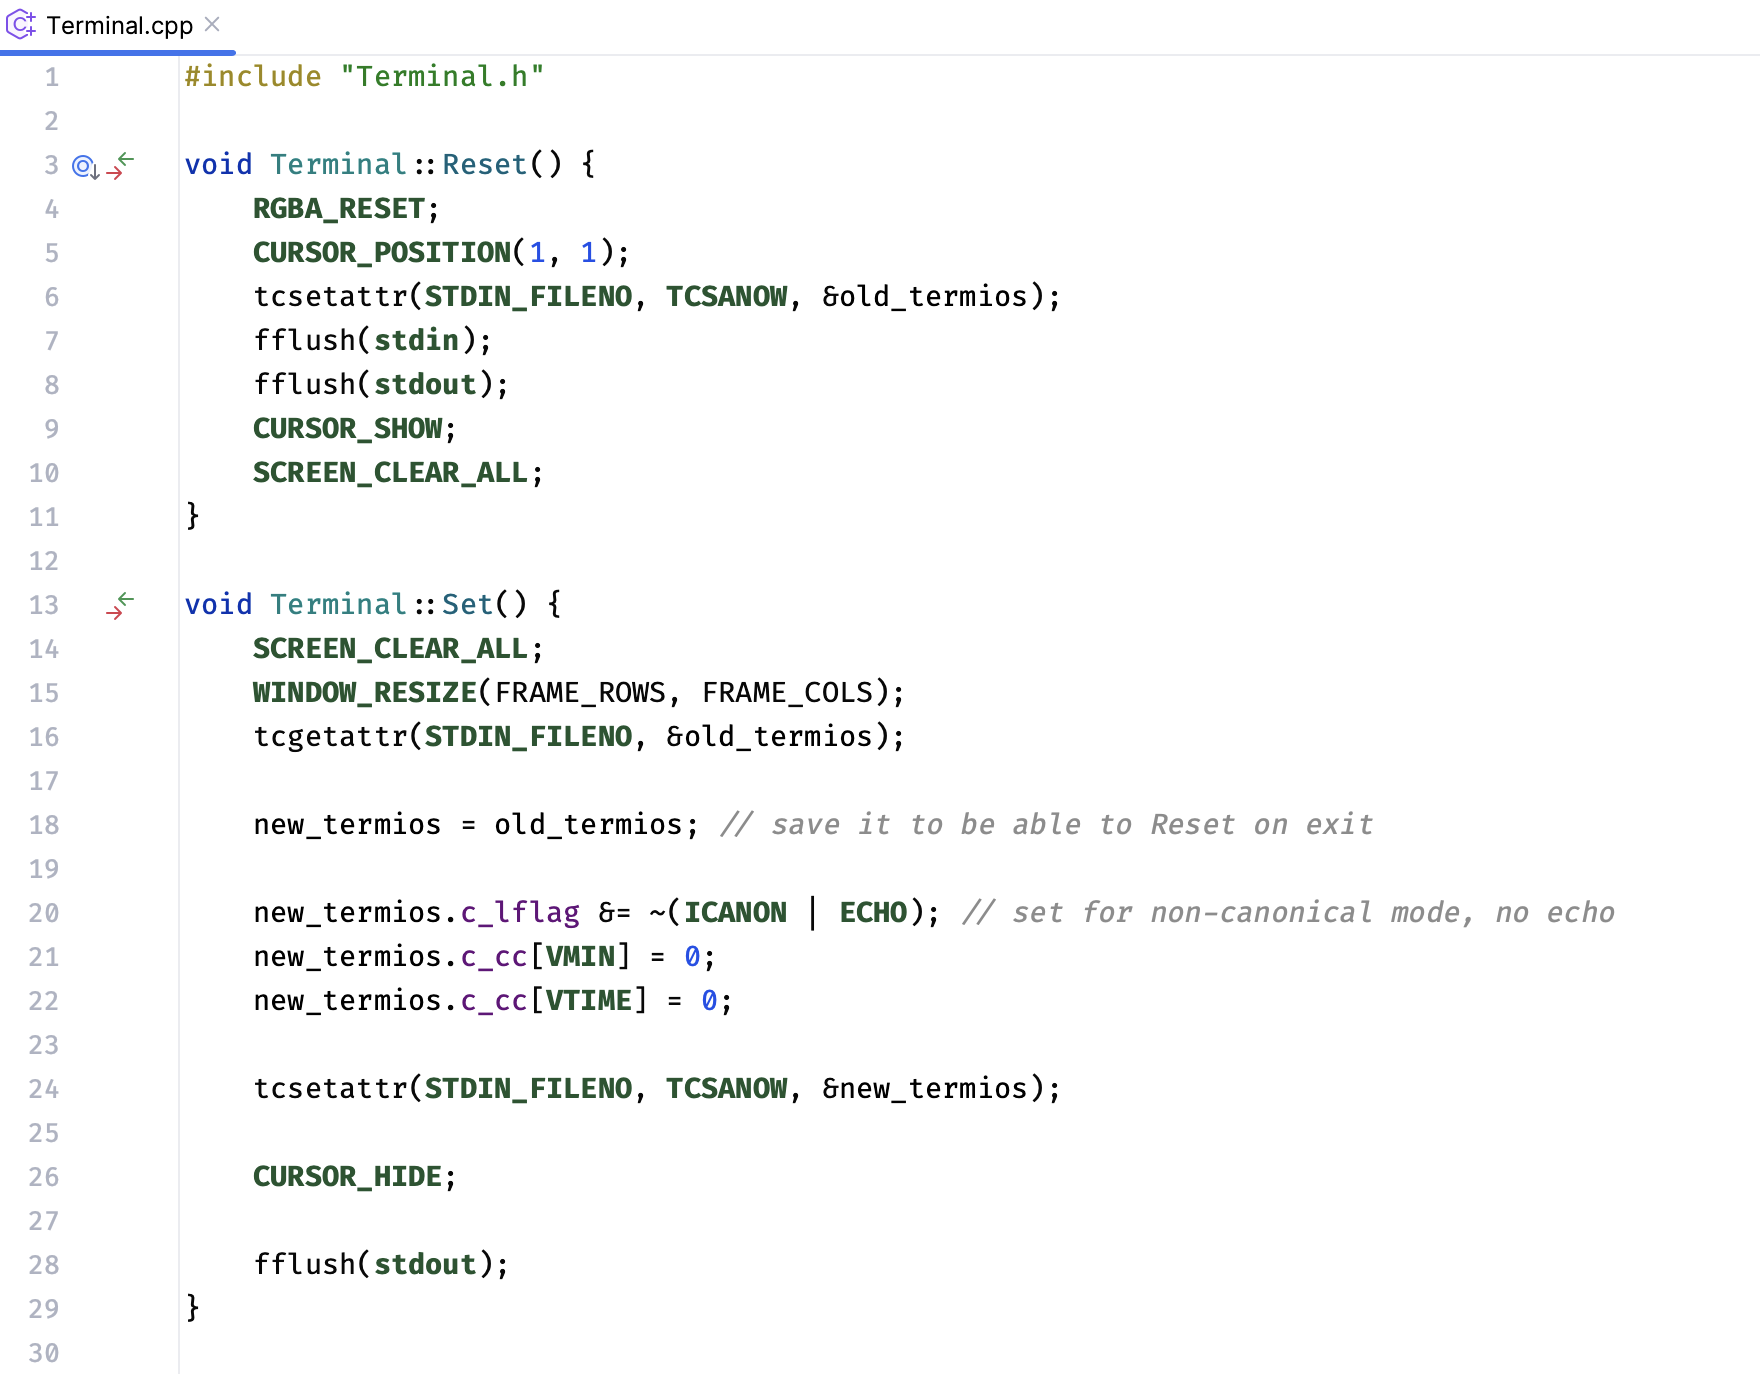 Terminal.cpp
1 #include "Terminal.h"
2
3 void Terminal::Reset() {
4 RGBA_RESET;
5 CURSOR_POSITION(1, 1);
6 tcsetattr(STDIN_FILENO, TCSANOW, &old_termios);
7 fflush(stdin);
8 fflush(stdout);
9 CURSOR_SHOW;
10 SCREEN_CLEAR_ALL;
11 }
12
13 void Terminal::Set() {
14 SCREEN_CLEAR_ALL;
15 WINDOW_RESIZE(FRAME_ROWS, FRAME_COLS);
16 tcgetattr(STDIN_FILENO, &old_termios);
17
18 new_termios = old_termios; // save it to be able to Reset on exit
19
20 new_termios.c_lflag &= ~(ICANON | ECHO); // set for non-canonical mode, no echo
21 new_termios.c_cc[VMIN] = 0;
22 new_termios.c_cc[VTIME] = 0;
23
24 tcsetattr(STDIN_FILENO, TCSANOW, &new_termios);
25
26 CURSOR_HIDE;
27
28 fflush(stdout);
29 }
30